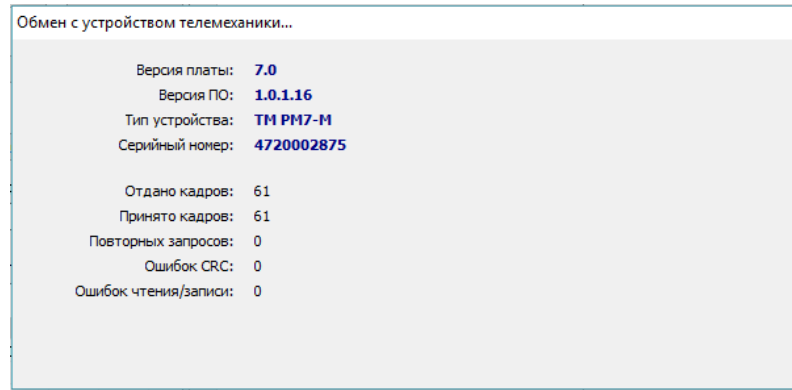 Обмен с устройством телемеханики...
Версия платы: 7.0
Версия ПО: 1.0.1.16
Тип устройства: ТМ РМ7-М
Серийный номер: 4720002875
Отдано кадров: 61
Принято кадров: 61
Повторных запросов: 0
Ошибок CRC: 0
Ошибок чтения/записи: 0